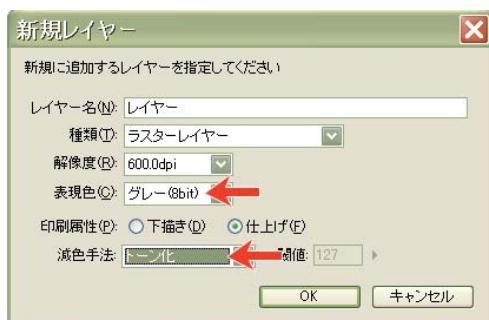 新規レイヤー
新規に追加するレイヤーを指定してください
レイヤー名(N): レイヤー
種類(T): ラスターレイヤー
解像度(R): 600.0dpi
表現色(C): グレー(8bit)
印刷属性(P): 下描き(D) 仕上げ(F)
減色手法: トーン化 閾値: 127
OK キャンセル